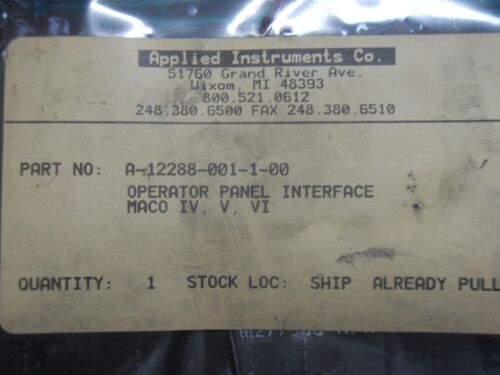 Applied Instruments Co.
51760 Grand River Ave.
Wixom, MI 48393
800.521.0612
248.380.6500 FAX 248.380.6510
PART NO: A-12288-001-1-00
OPERATOR PANEL INTERFACE
MACO IV, V, VI
QUANTITY: 1 STOCK LOC: SHIP ALREADY PULL